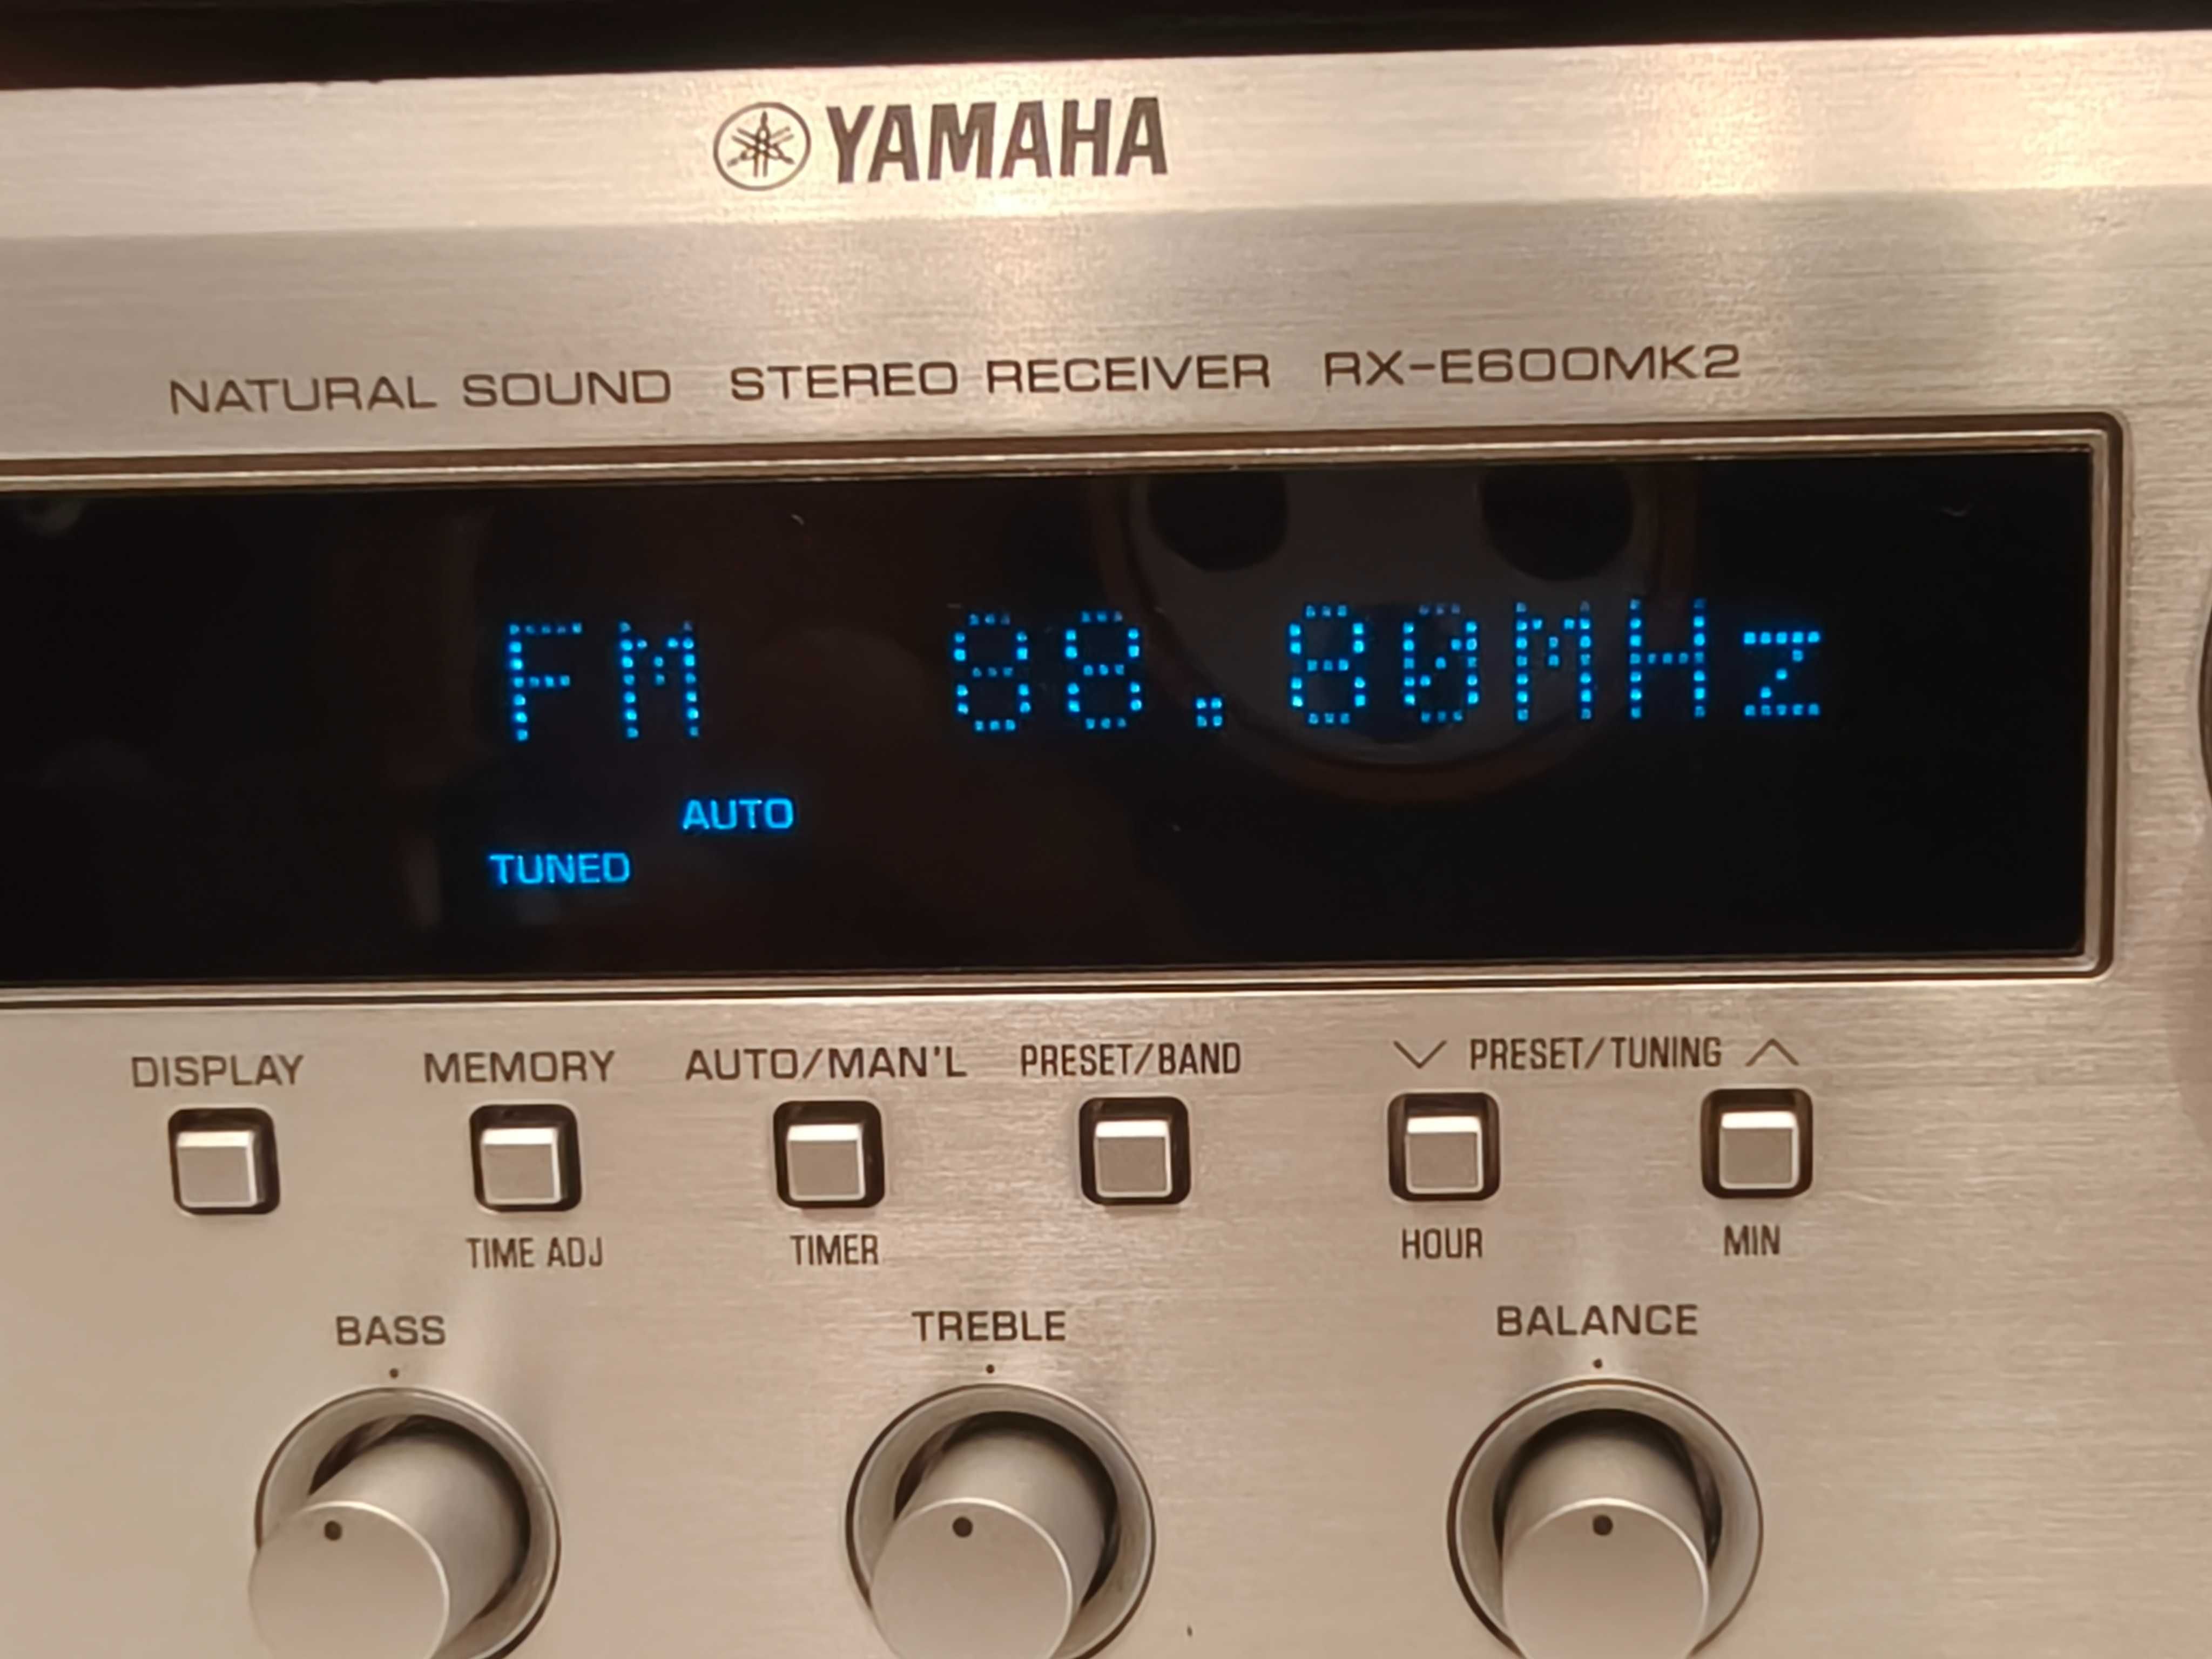 YAMAHA
NATURAL SOUND STEREO RECEIVER RX-E600MK2
FM 88.80MHz
AUTO
TUNED
DISPLAY MEMORY AUTO/MAN'L PRESET/BAND PRESET/TUNING
TIME ADJ TIMER HOUR MIN
BASS TREBLE BALANCE